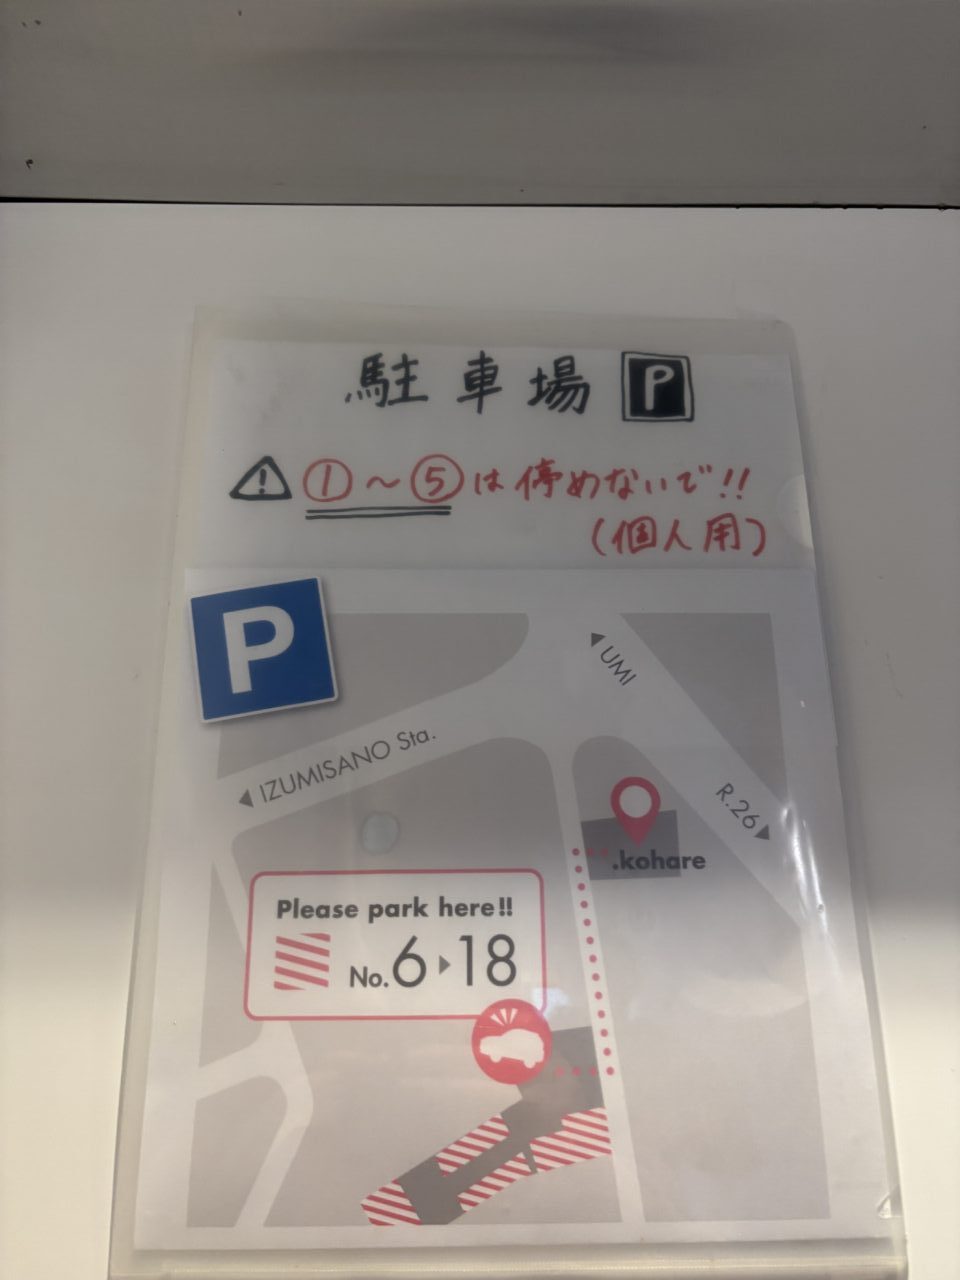 駐車場 P
①～⑤は停めないで!!
(個人用)
P
◀ UMI
◀ IZUMISANO Sta.
R.26 ▶
.kohare
Please park here!!
No.6▶18